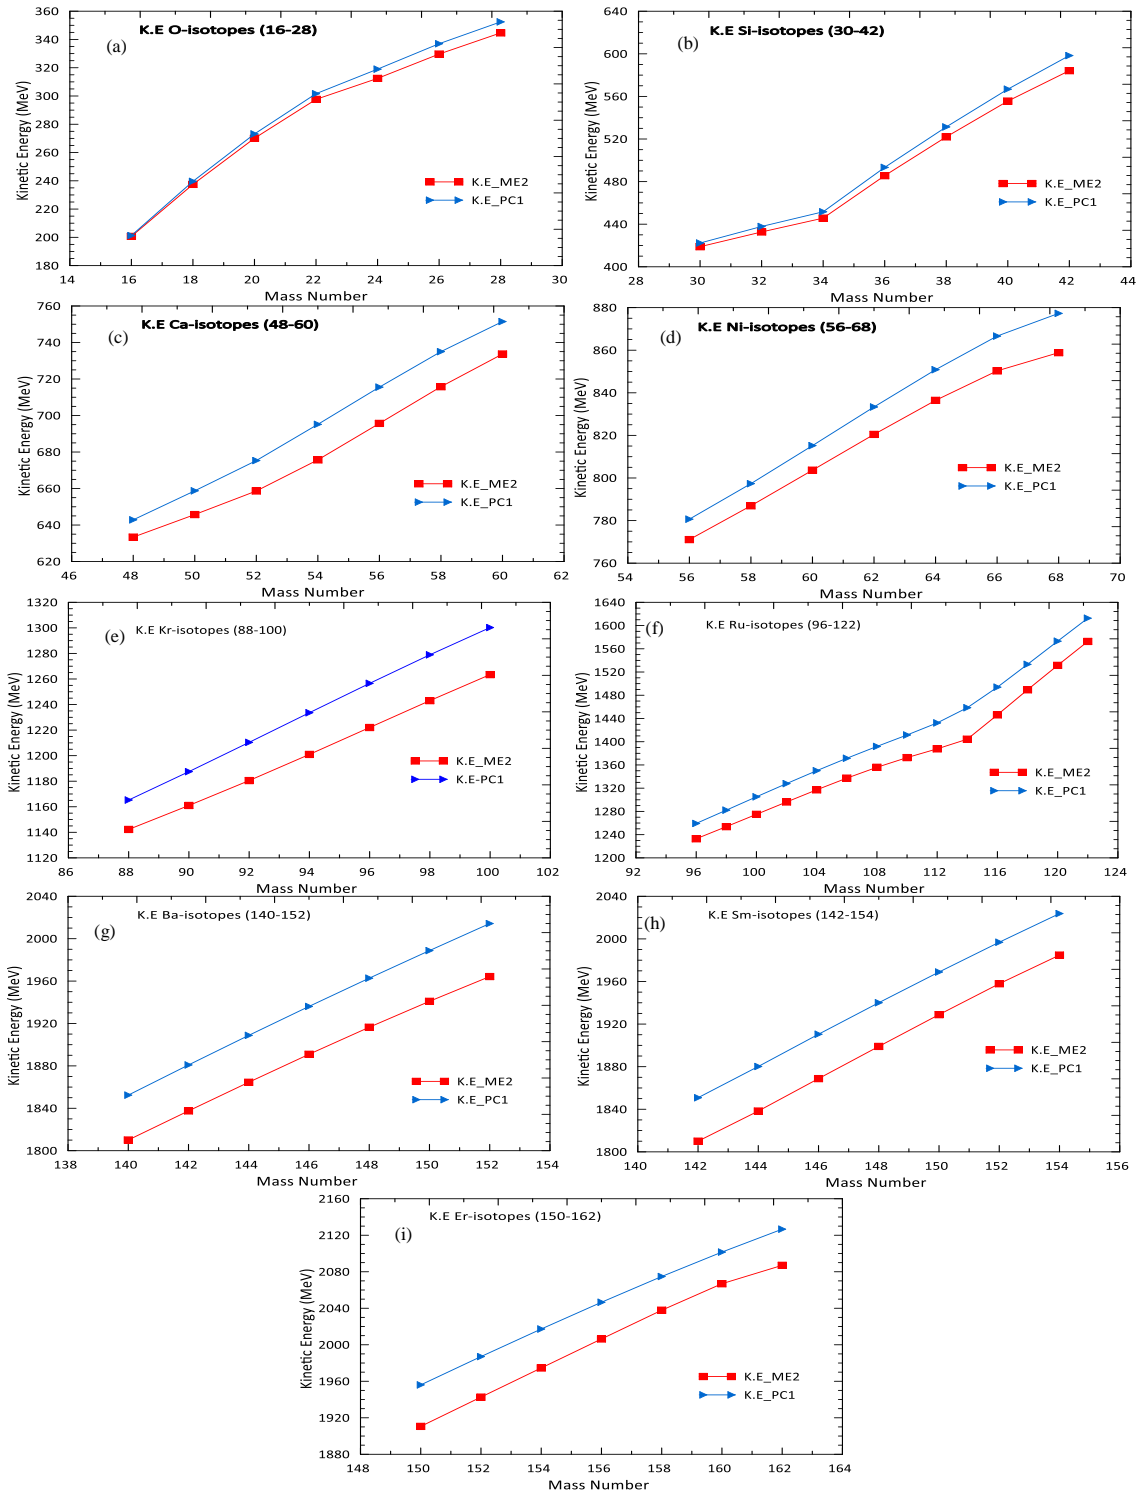 (a)
K.E O-isotopes (16-28)
Kinetic Energy (MeV)
360
340
320
300
280
260
240
220
200
180
K.E_ME2
K.E_PC1
14 16 18 20 22 24 26 28 30
Mass Number
(b)
K.E Si-isotopes (30-42)
Kinetic Energy (MeV)
640
600
560
520
480
440
400
K.E_ME2
K.E_PC1
28 30 32 34 36 38 40 42 44
Mass Number
(c)
K.E Ca-isotopes (48-60)
Kinetic Energy (MeV)
760
740
720
700
680
660
640
620
K.E_ME2
K.E_PC1
46 48 50 52 54 56 58 60 62
Mass Number
(d)
K.E Ni-isotopes (56-68)
Kinetic Energy (MeV)
880
860
840
820
800
780
760
K.E_ME2
K.E_PC1
54 56 58 60 62 64 66 68 70
Mass Number
(e)
K.E Kr-isotopes (88-100)
Kinetic Energy (MeV)
1320
1300
1280
1260
1240
1220
1200
1180
1160
1140
1120
K.E_ME2
K.E-PC1
86 88 90 92 94 96 98 100 102
Mass Number
(f)
K.E Ru-isotopes (96-122)
Kinetic Energy (MeV)
1640
1600
1560
1520
1480
1440
1400
1360
1320
1280
1240
1200
K.E_ME2
K.E_PC1
92 96 100 104 108 112 116 120 124
Mass Number
(g)
K.E Ba-isotopes (140-152)
Kinetic Energy (MeV)
2040
2000
1960
1920
1880
1840
1800
K.E_ME2
K.E_PC1
138 140 142 144 146 148 150 152 154
Mass Number
(h)
K.E Sm-isotopes (142-154)
Kinetic Energy (MeV)
2040
2000
1960
1920
1880
1840
1800
K.E_ME2
K.E_PC1
140 142 144 146 148 150 152 154 156
Mass Number
(i)
K.E Er-isotopes (150-162)
Kinetic Energy (MeV)
2160
2120
2080
2040
2000
1960
1920
1880
K.E_ME2
K.E_PC1
148 150 152 154 156 158 160 162 164
Mass Number